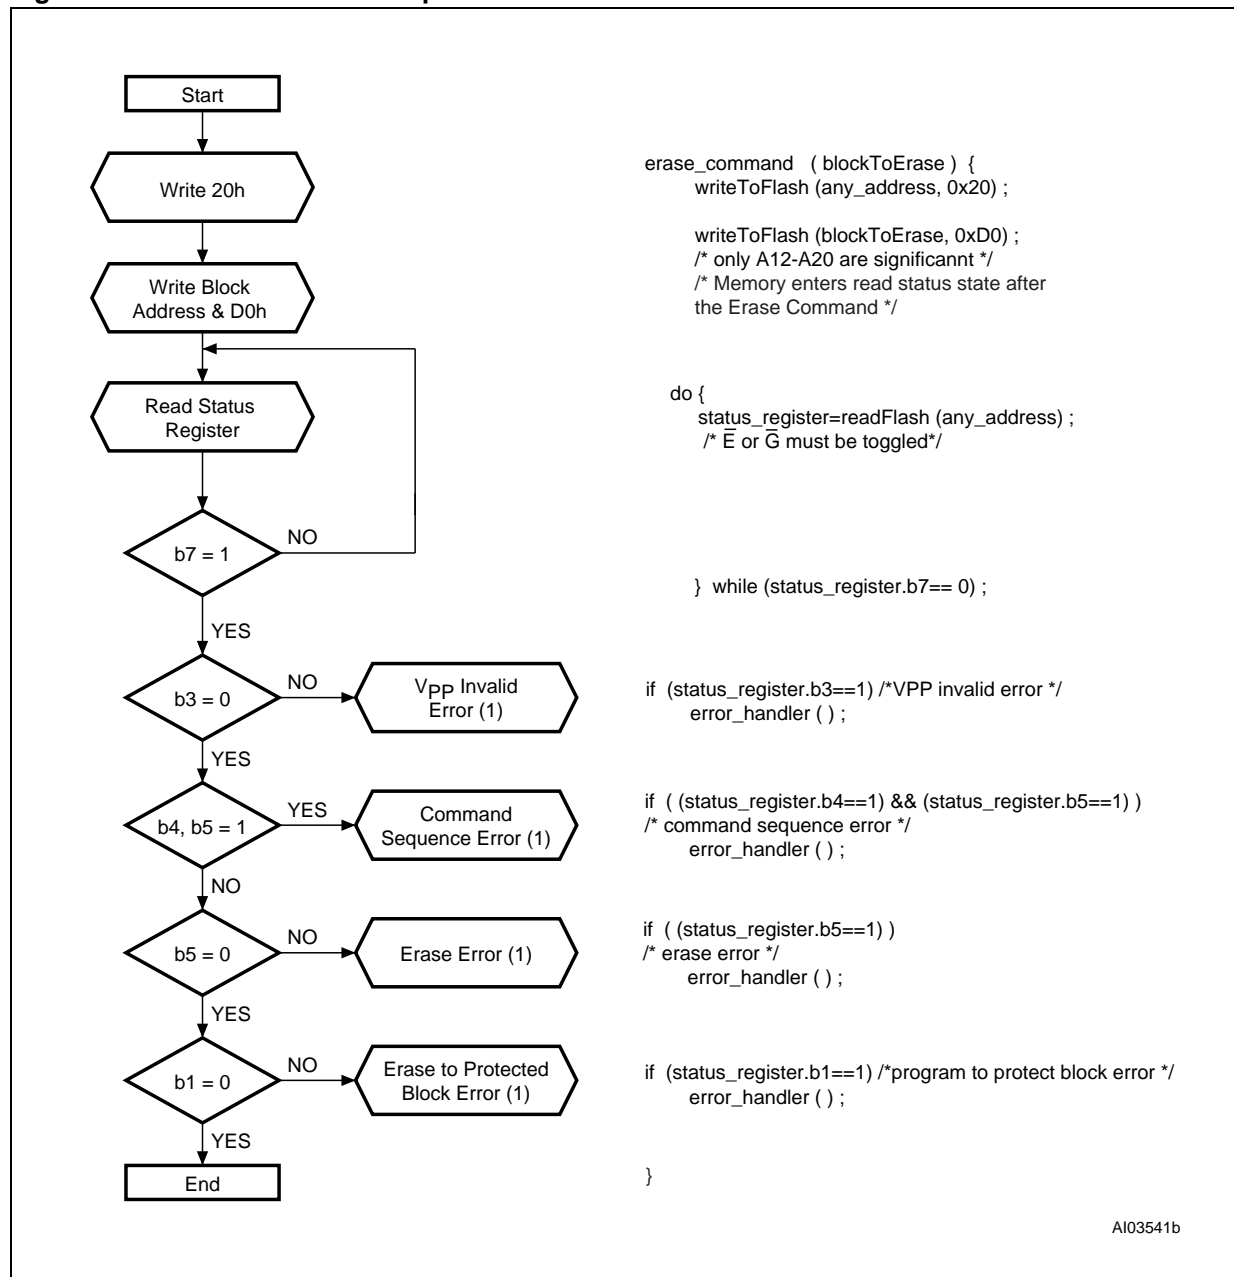 Start
Write 20h
Write Block
Address & D0h
Read Status
Register
b7 = 1
NO
YES
b3 = 0
NO
VPP Invalid
Error (1)
YES
b4, b5 = 1
YES
Command
Sequence Error (1)
NO
b5 = 0
NO
Erase Error (1)
YES
b1 = 0
NO
Erase to Protected
Block Error (1)
YES
End
erase_command ( blockToErase ) {
writeToFlash (any_address, 0x20) ;
writeToFlash (blockToErase, 0xD0) ;
/* only A12-A20 are significannt */
/* Memory enters read status state after
the Erase Command */
do {
status_register=readFlash (any_address) ;
/* E̅ or G̅ must be toggled*/
} while (status_register.b7== 0) ;
if (status_register.b3==1) /*VPP invalid error */
error_handler ( ) ;
if ( (status_register.b4==1) && (status_register.b5==1) )
/* command sequence error */
error_handler ( ) ;
if ( (status_register.b5==1) )
/* erase error */
error_handler ( ) ;
if (status_register.b1==1) /*program to protect block error */
error_handler ( ) ;
}
AI03541b